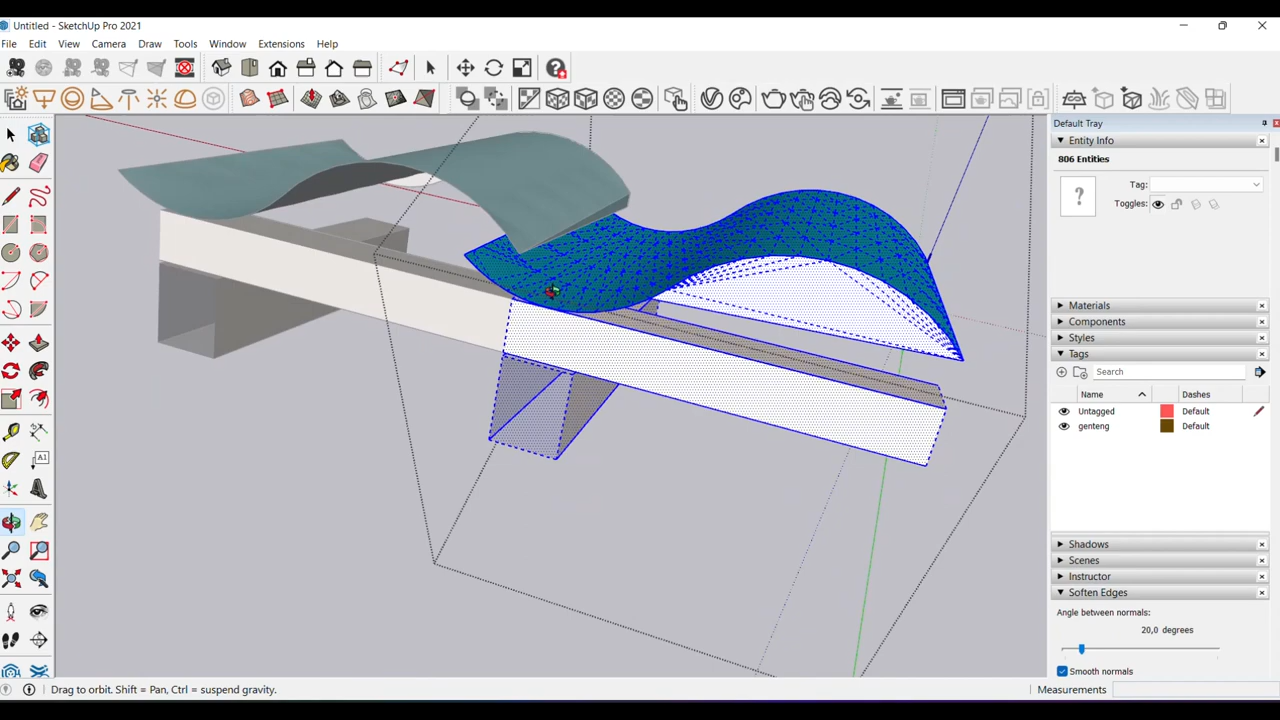 Untitled - SketchUp Pro 2021
File Edit View Camera Draw Tools Window Extensions Help
Default Tray
Entity Info
806 Entities
?
Tag:
Toggles:
Materials
Components
Styles
Tags
Search
Name Dashes
Untagged Default
genteng Default
Shadows
Scenes
Instructor
Soften Edges
Angle between normals:
20,0 degrees
Smooth normals
A1
Drag to orbit. Shift = Pan, Ctrl = suspend gravity.
Measurements